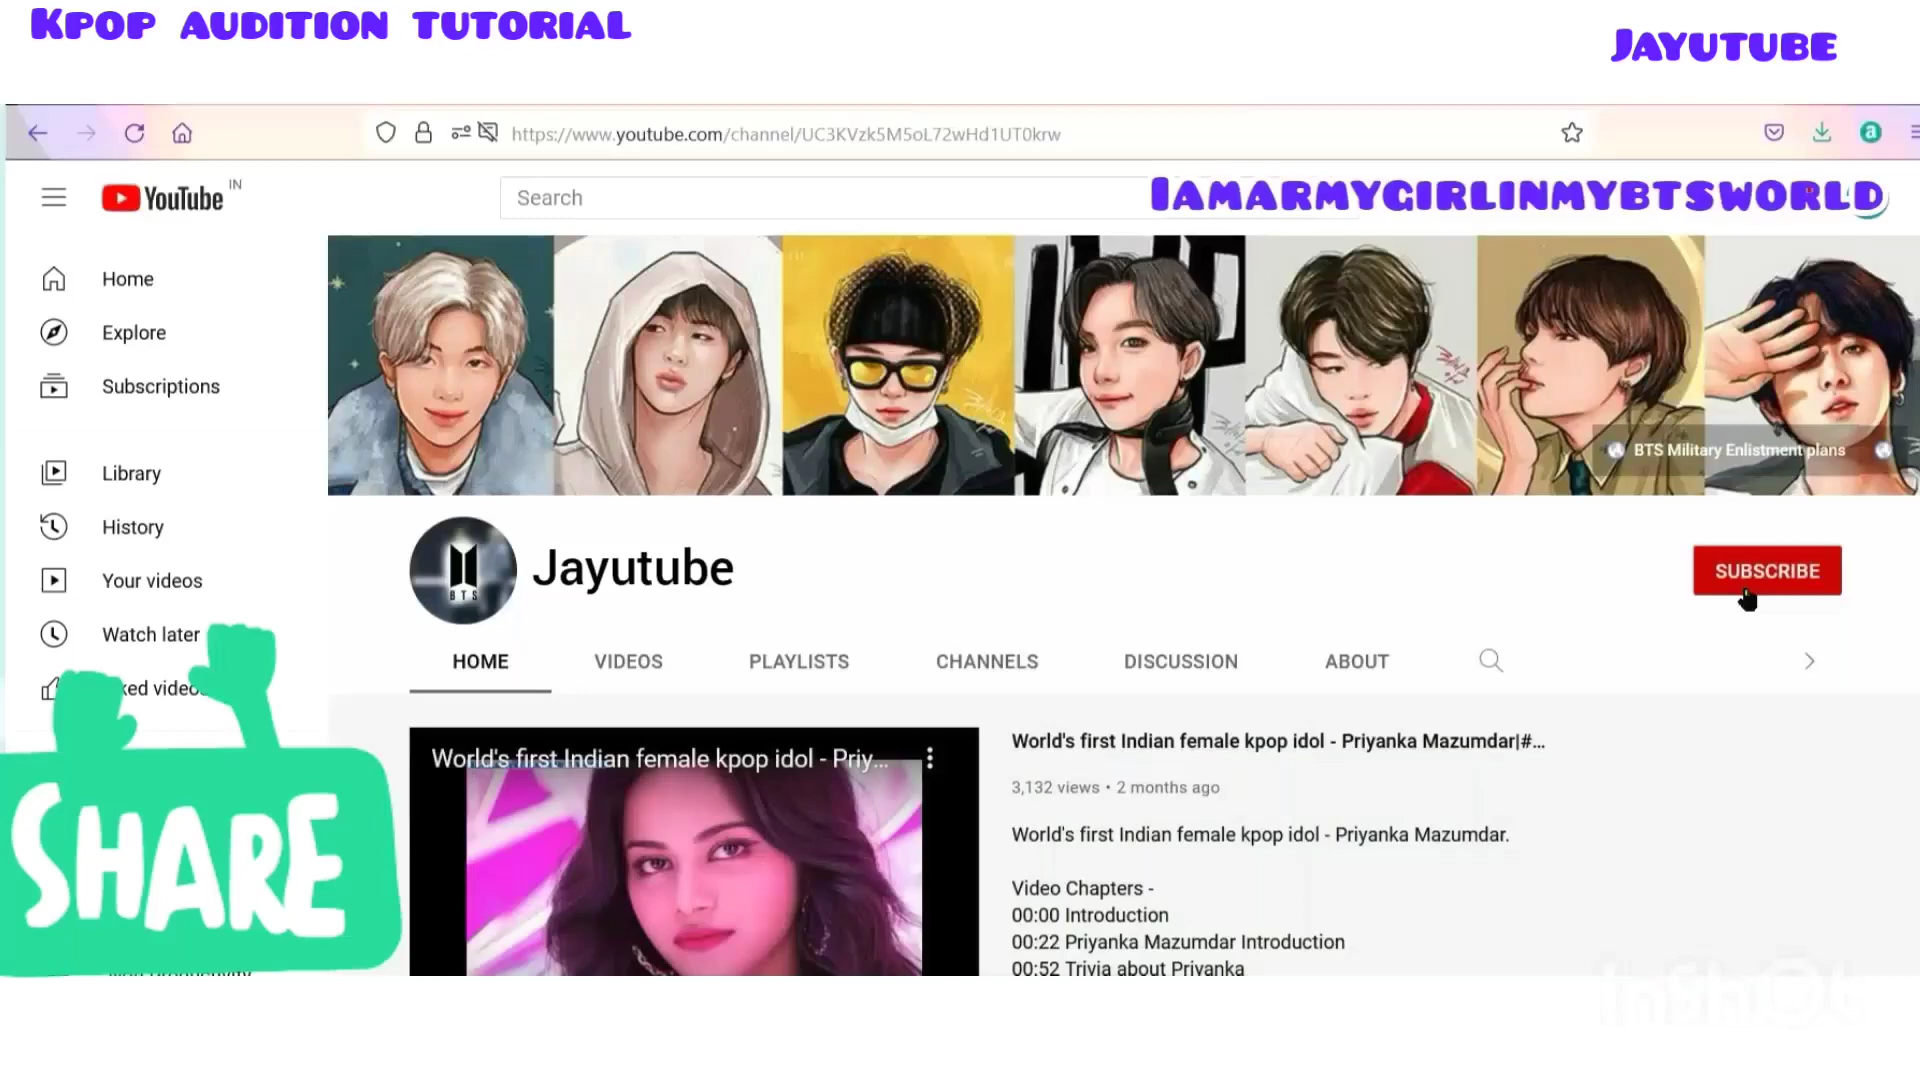 Kpop audition tutorial
Jayutube
https://www.youtube.com/channel/UC3KVzk5M5oL72wHd1UT0krw
YouTube IN
Search
Iamarmygirlinmybtsworld
Home
Explore
Subscriptions
Library
History
Your videos
Watch later
BTS Military Enlistment plans
BTS
Jayutube
SUBSCRIBE
HOME VIDEOS PLAYLISTS CHANNELS DISCUSSION ABOUT
SHARE
World's first Indian female kpop idol - Priy...
World's first Indian female kpop idol - Priyanka Mazumdar|#...
3,132 views • 2 months ago
World's first Indian female kpop idol - Priyanka Mazumdar.
Video Chapters -
00:00 Introduction
00:22 Priyanka Mazumdar Introduction
00:52 Trivia about Priyanka
InShOt